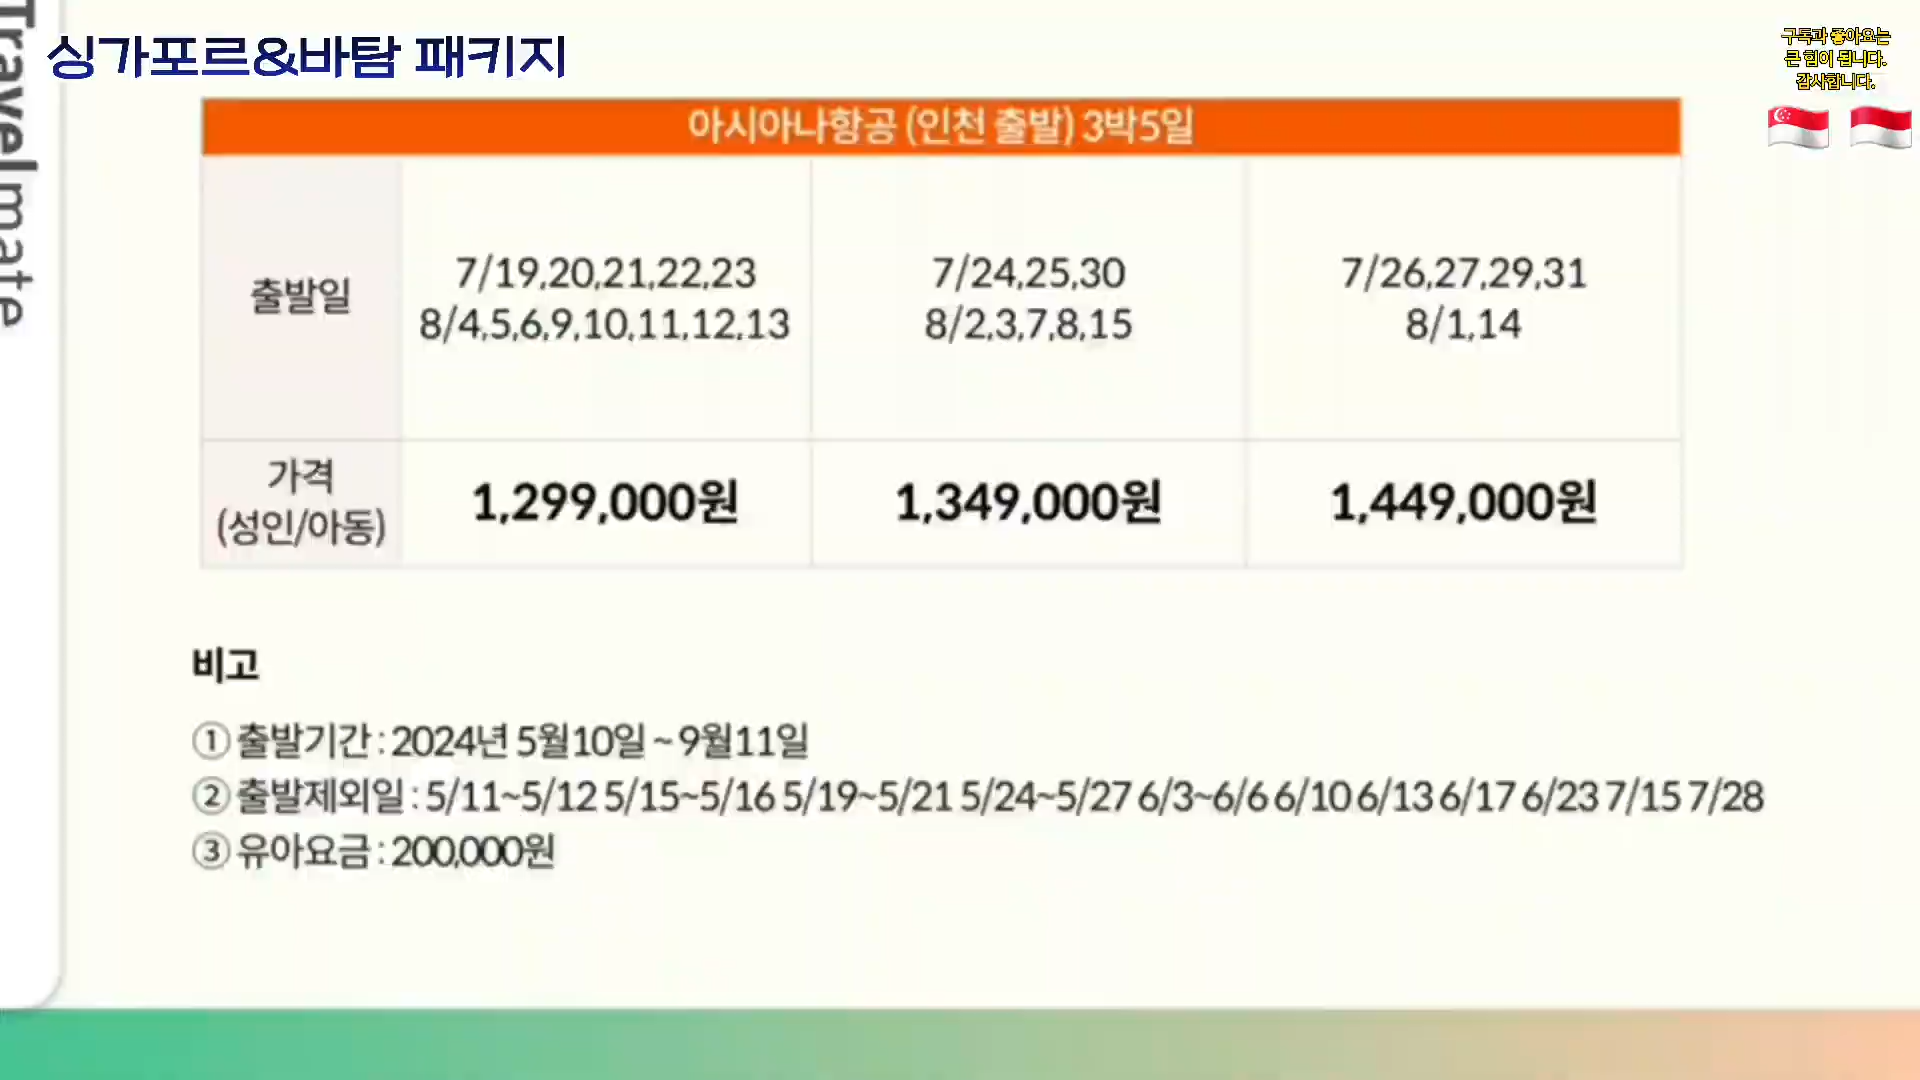 Travelmate
싱가포르&바탐 패키지
구독과 좋아요는
큰 힘이 됩니다.
감사합니다.
아시아나항공 (인천 출발) 3박5일
출발일
7/19,20,21,22,23
8/4,5,6,9,10,11,12,13
7/24,25,30
8/2,3,7,8,15
7/26,27,29,31
8/1,14
가격
(성인/아동)
1,299,000원
1,349,000원
1,449,000원
비고
① 출발기간 : 2024년 5월10일 ~ 9월11일
② 출발제외일 : 5/11~5/12 5/15~5/16 5/19~5/21 5/24~5/27 6/3~6/6 6/10 6/13 6/17 6/23 7/15 7/28
③ 유아요금 : 200,000원